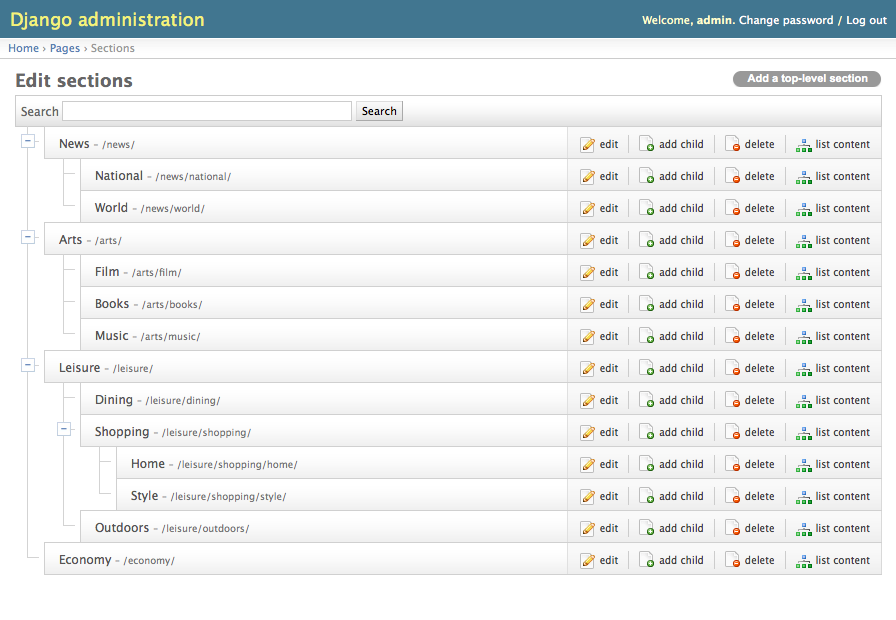 Django administration Welcome, admin. Change password / Log out
Home › Pages › Sections
Edit sections Add a top-level section
Search Search
News – /news/ edit add child delete list content
National – /news/national/ edit add child delete list content
World – /news/world/ edit add child delete list content
Arts – /arts/ edit add child delete list content
Film – /arts/film/ edit add child delete list content
Books – /arts/books/ edit add child delete list content
Music – /arts/music/ edit add child delete list content
Leisure – /leisure/ edit add child delete list content
Dining – /leisure/dining/ edit add child delete list content
Shopping – /leisure/shopping/ edit add child delete list content
Home – /leisure/shopping/home/ edit add child delete list content
Style – /leisure/shopping/style/ edit add child delete list content
Outdoors – /leisure/outdoors/ edit add child delete list content
Economy – /economy/ edit add child delete list content